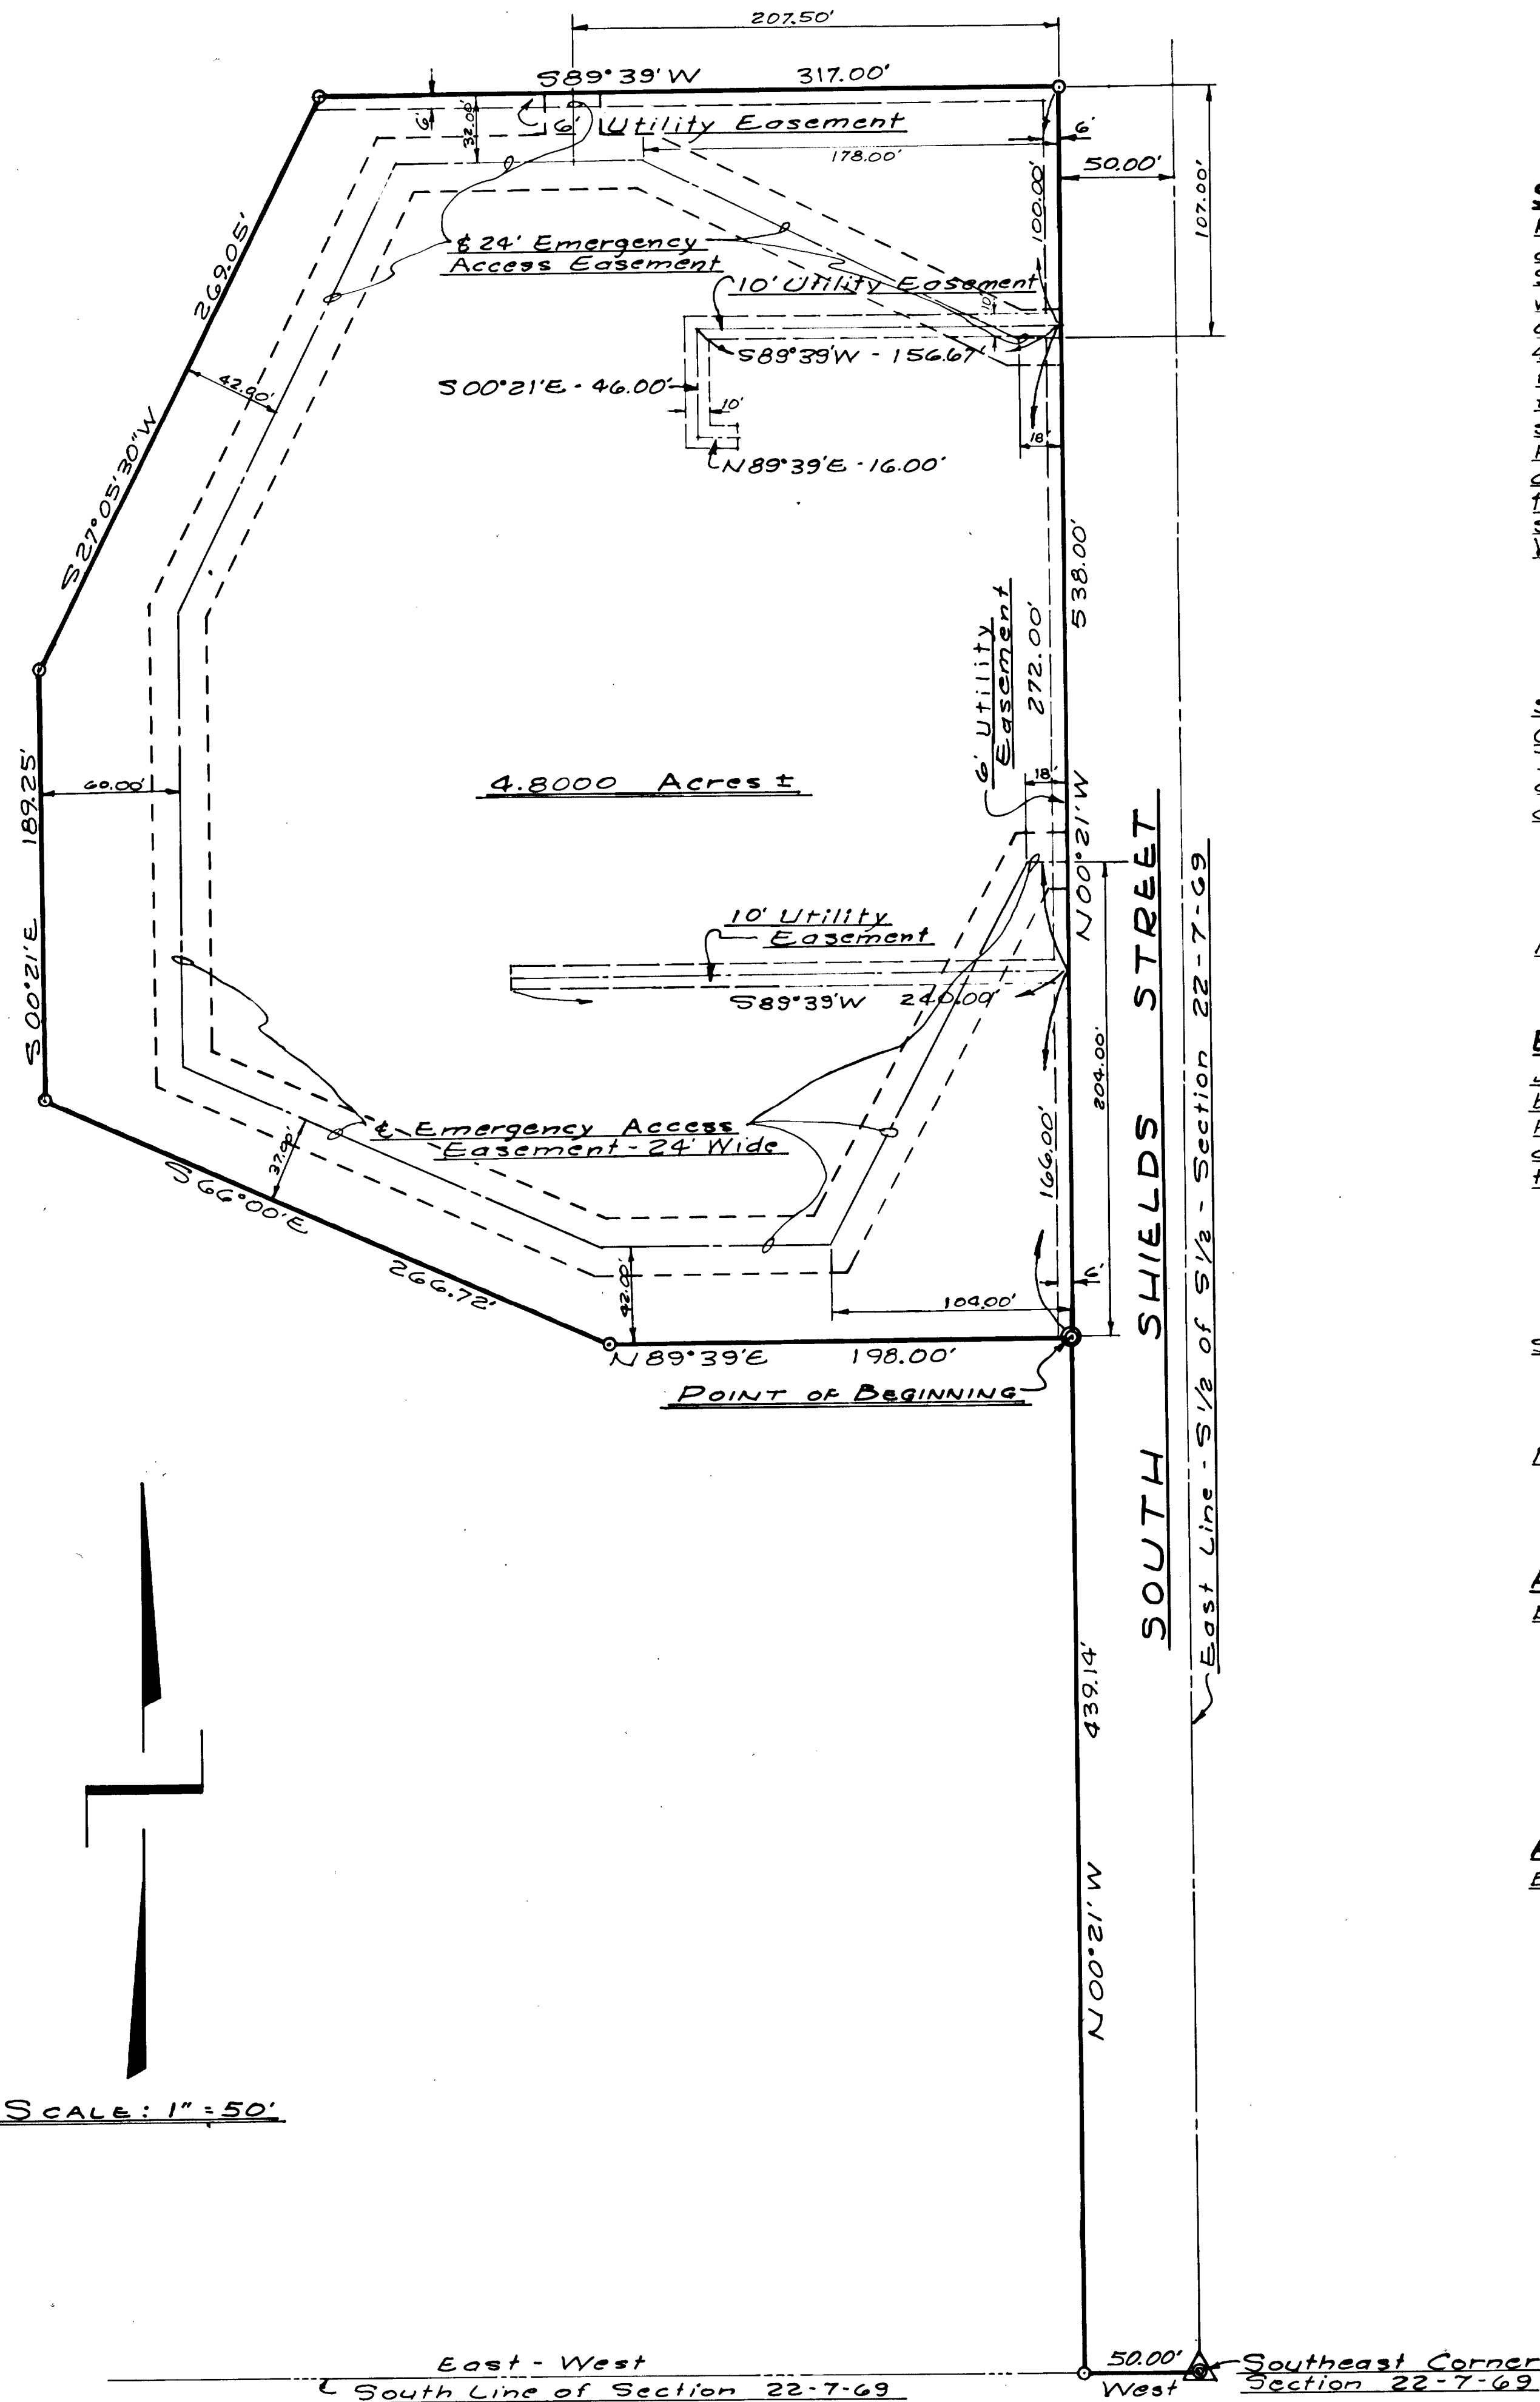 207.50'
S89°39'W 317.00'
6'
32.00'
6' Utility Easement
6'
178.00'
50.00'
100.00'
107.00'
℄ 24' Emergency
Access Easement
10' Utility Easement
10'
269.05'
S89°39'W - 156.67'
S00°21'E - 46.00'
42.90'
10'
18'
N89°39'E - 16.00'
S27°05'30"W
538.00'
6' Utility
Easement
272.00'
18'
4.8000 Acres ±
60.00'
189.25'
N00°21'W
S00°21'E
10' Utility
Easement
S89°39'W 240.00'
204.00'
℄ Emergency Access
Easement - 24' Wide
166.00'
37.90'
S66°00'E
266.72'
42.00'
104.00'
6'
N89°39'E 198.00'
POINT OF BEGINNING
SOUTH SHIELDS STREET
East Line - S 1/2 of S 1/2 - Section 22-7-69
439.14'
N00°21'W
SCALE: 1" = 50'
East - West
South Line of Section 22-7-69
50.00'
West
Southeast Corner
Section 22-7-69